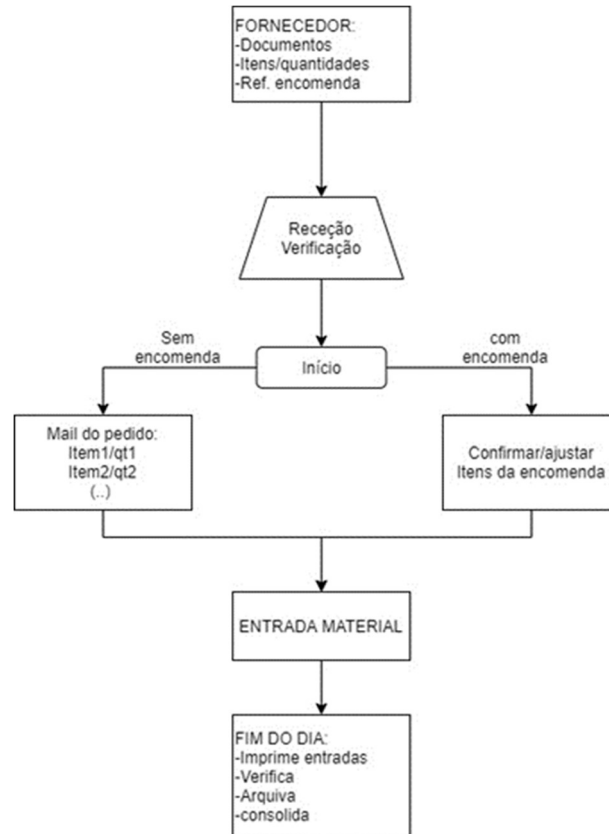 FORNECEDOR:
-Documentos
-Itens/quantidades
-Ref. encomenda
Receção
Verificação
Sem
encomenda
Início
com
encomenda
Mail do pedido:
Item1/qt1
Item2/qt2
(..)
Confirmar/ajustar
Itens da encomenda
ENTRADA MATERIAL
FIM DO DIA:
-Imprime entradas
-Verifica
-Arquiva
-consolida